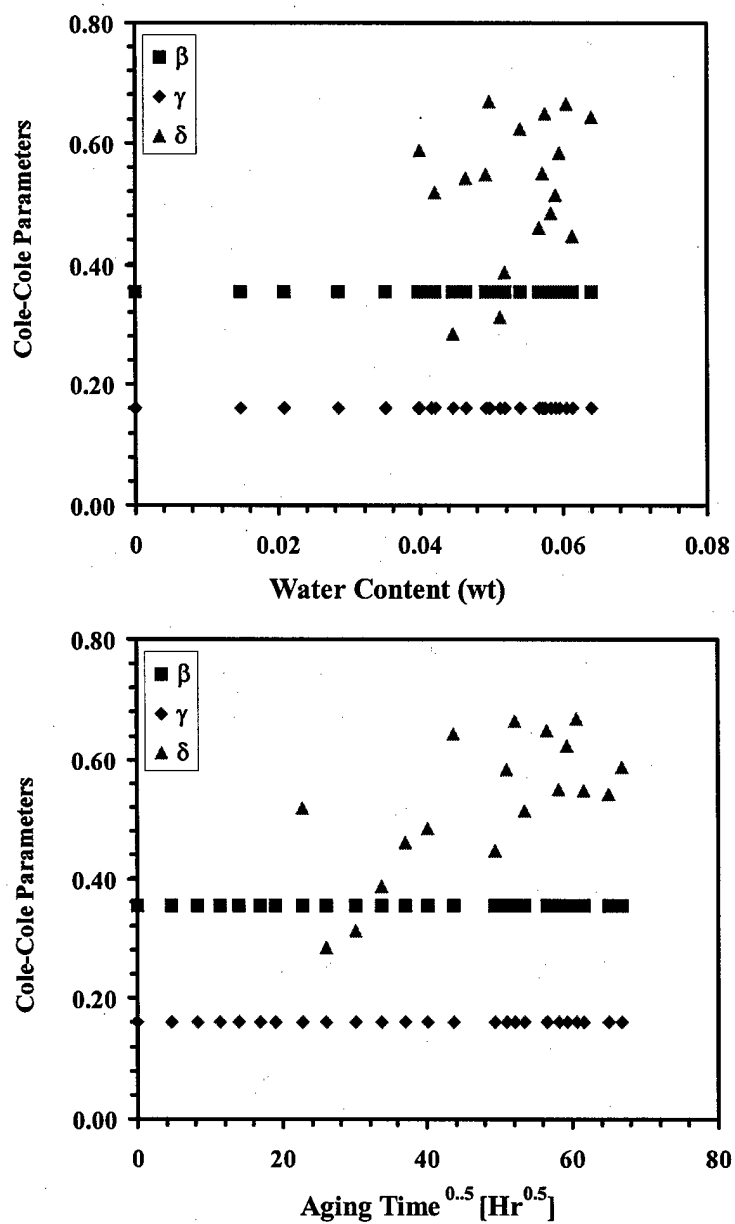 0.80
β
γ
δ
0.60
0.40
0.20
0.00
Cole-Cole Parameters
0 0.02 0.04 0.06 0.08
Water Content (wt)
0.80
β
γ
δ
0.60
0.40
0.20
0.00
Cole-Cole Parameters
0 20 40 60 80
Aging Time 0..5 [Hr0.5]